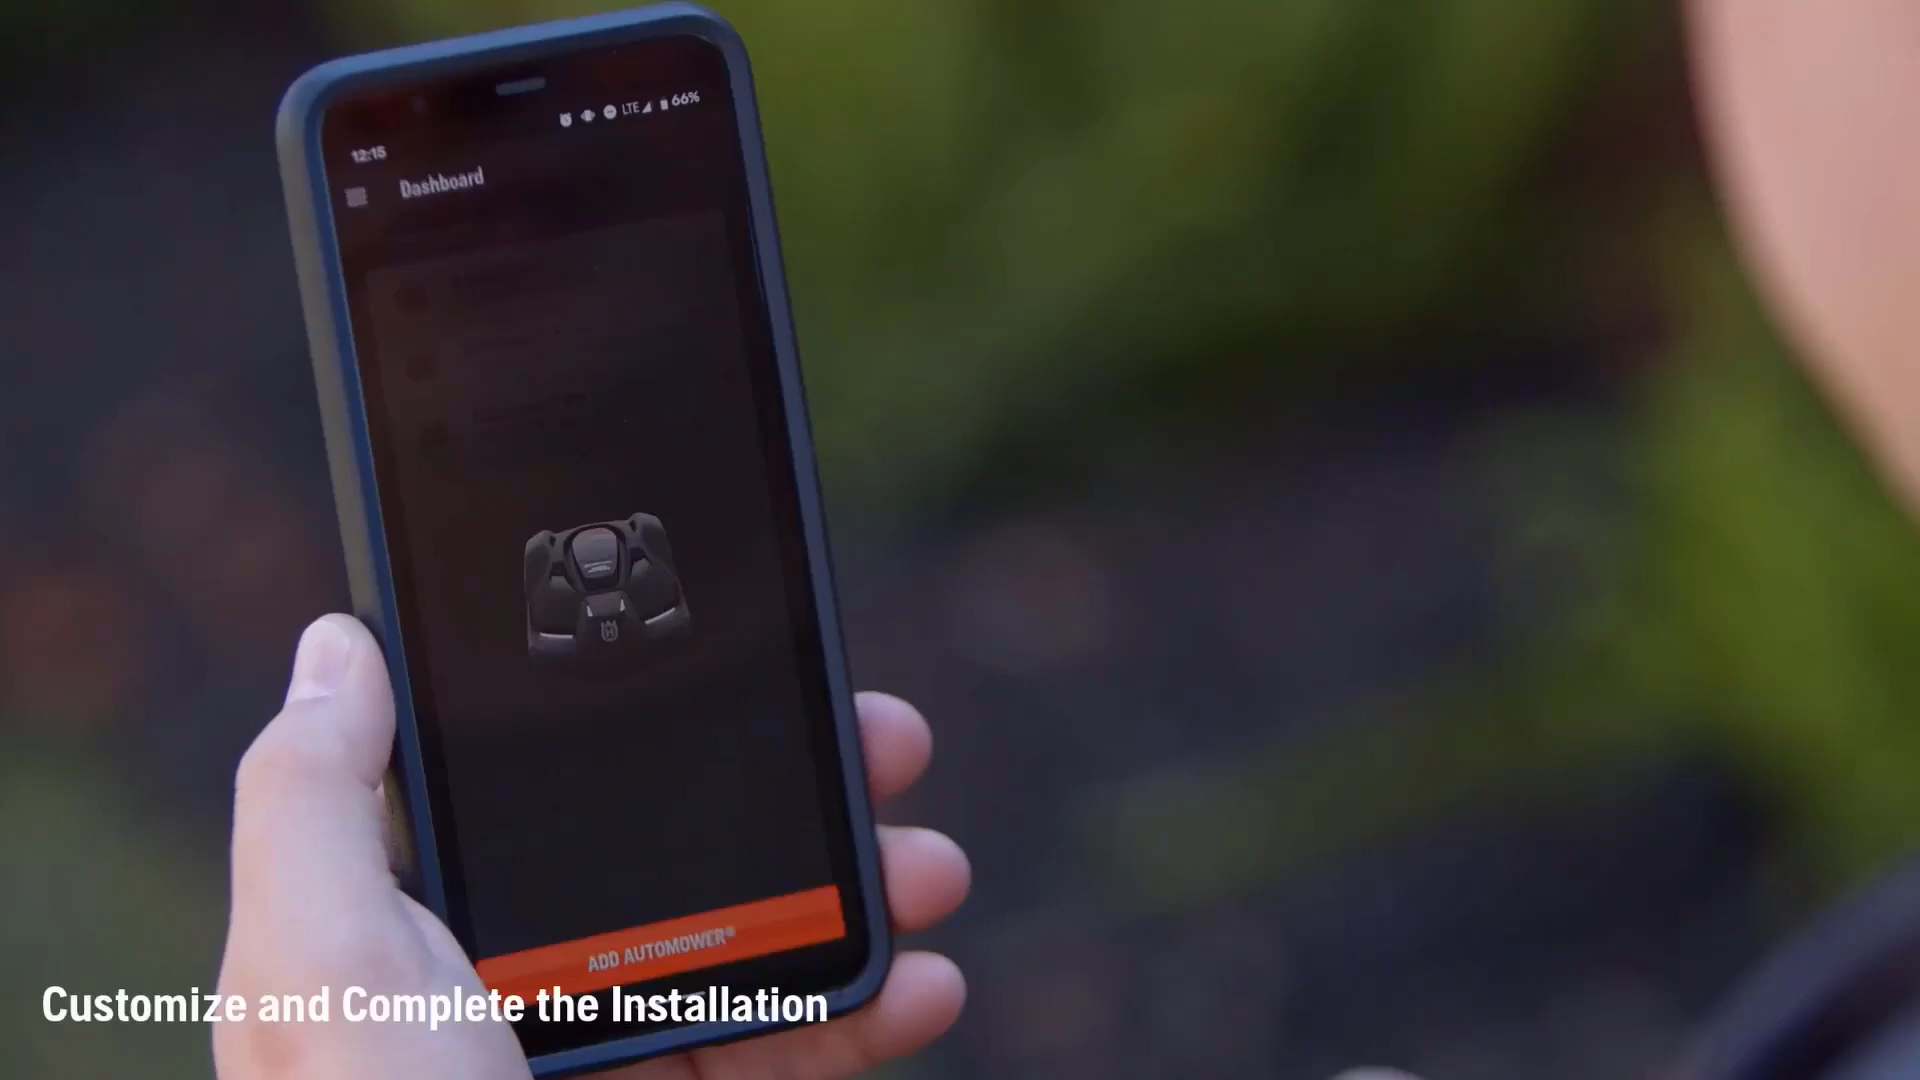 LTE 66%
12:15
Dashboard
ADD AUTOMOWER®
Customize and Complete the Installation